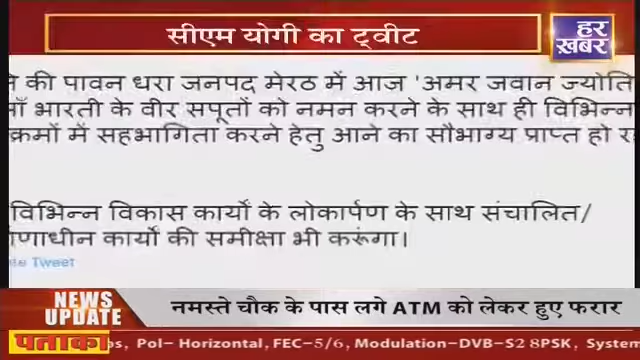 सीएम योगी का ट्वीट
हर
ख़बर
की पावन धरा जनपद मेरठ में आज 'अमर जवान ज्योति
भारती के वीर सपूतों को नमन करने के साथ ही विभिन्न
में सहभागिता करने हेतु आने का सौभाग्य प्राप्त हो
विभिन्न विकास कार्यों के लोकार्पण के साथ संचालित/
कार्यों की समीक्षा भी करूंगा।
Tweet
NEWS
UPDATE
नमस्ते चौक के पास लगे ATM को लेकर हुए फरार
पताका
Pol- Horizontal, FEC-5/6, Modulation-DVB-S2 8PSK, System